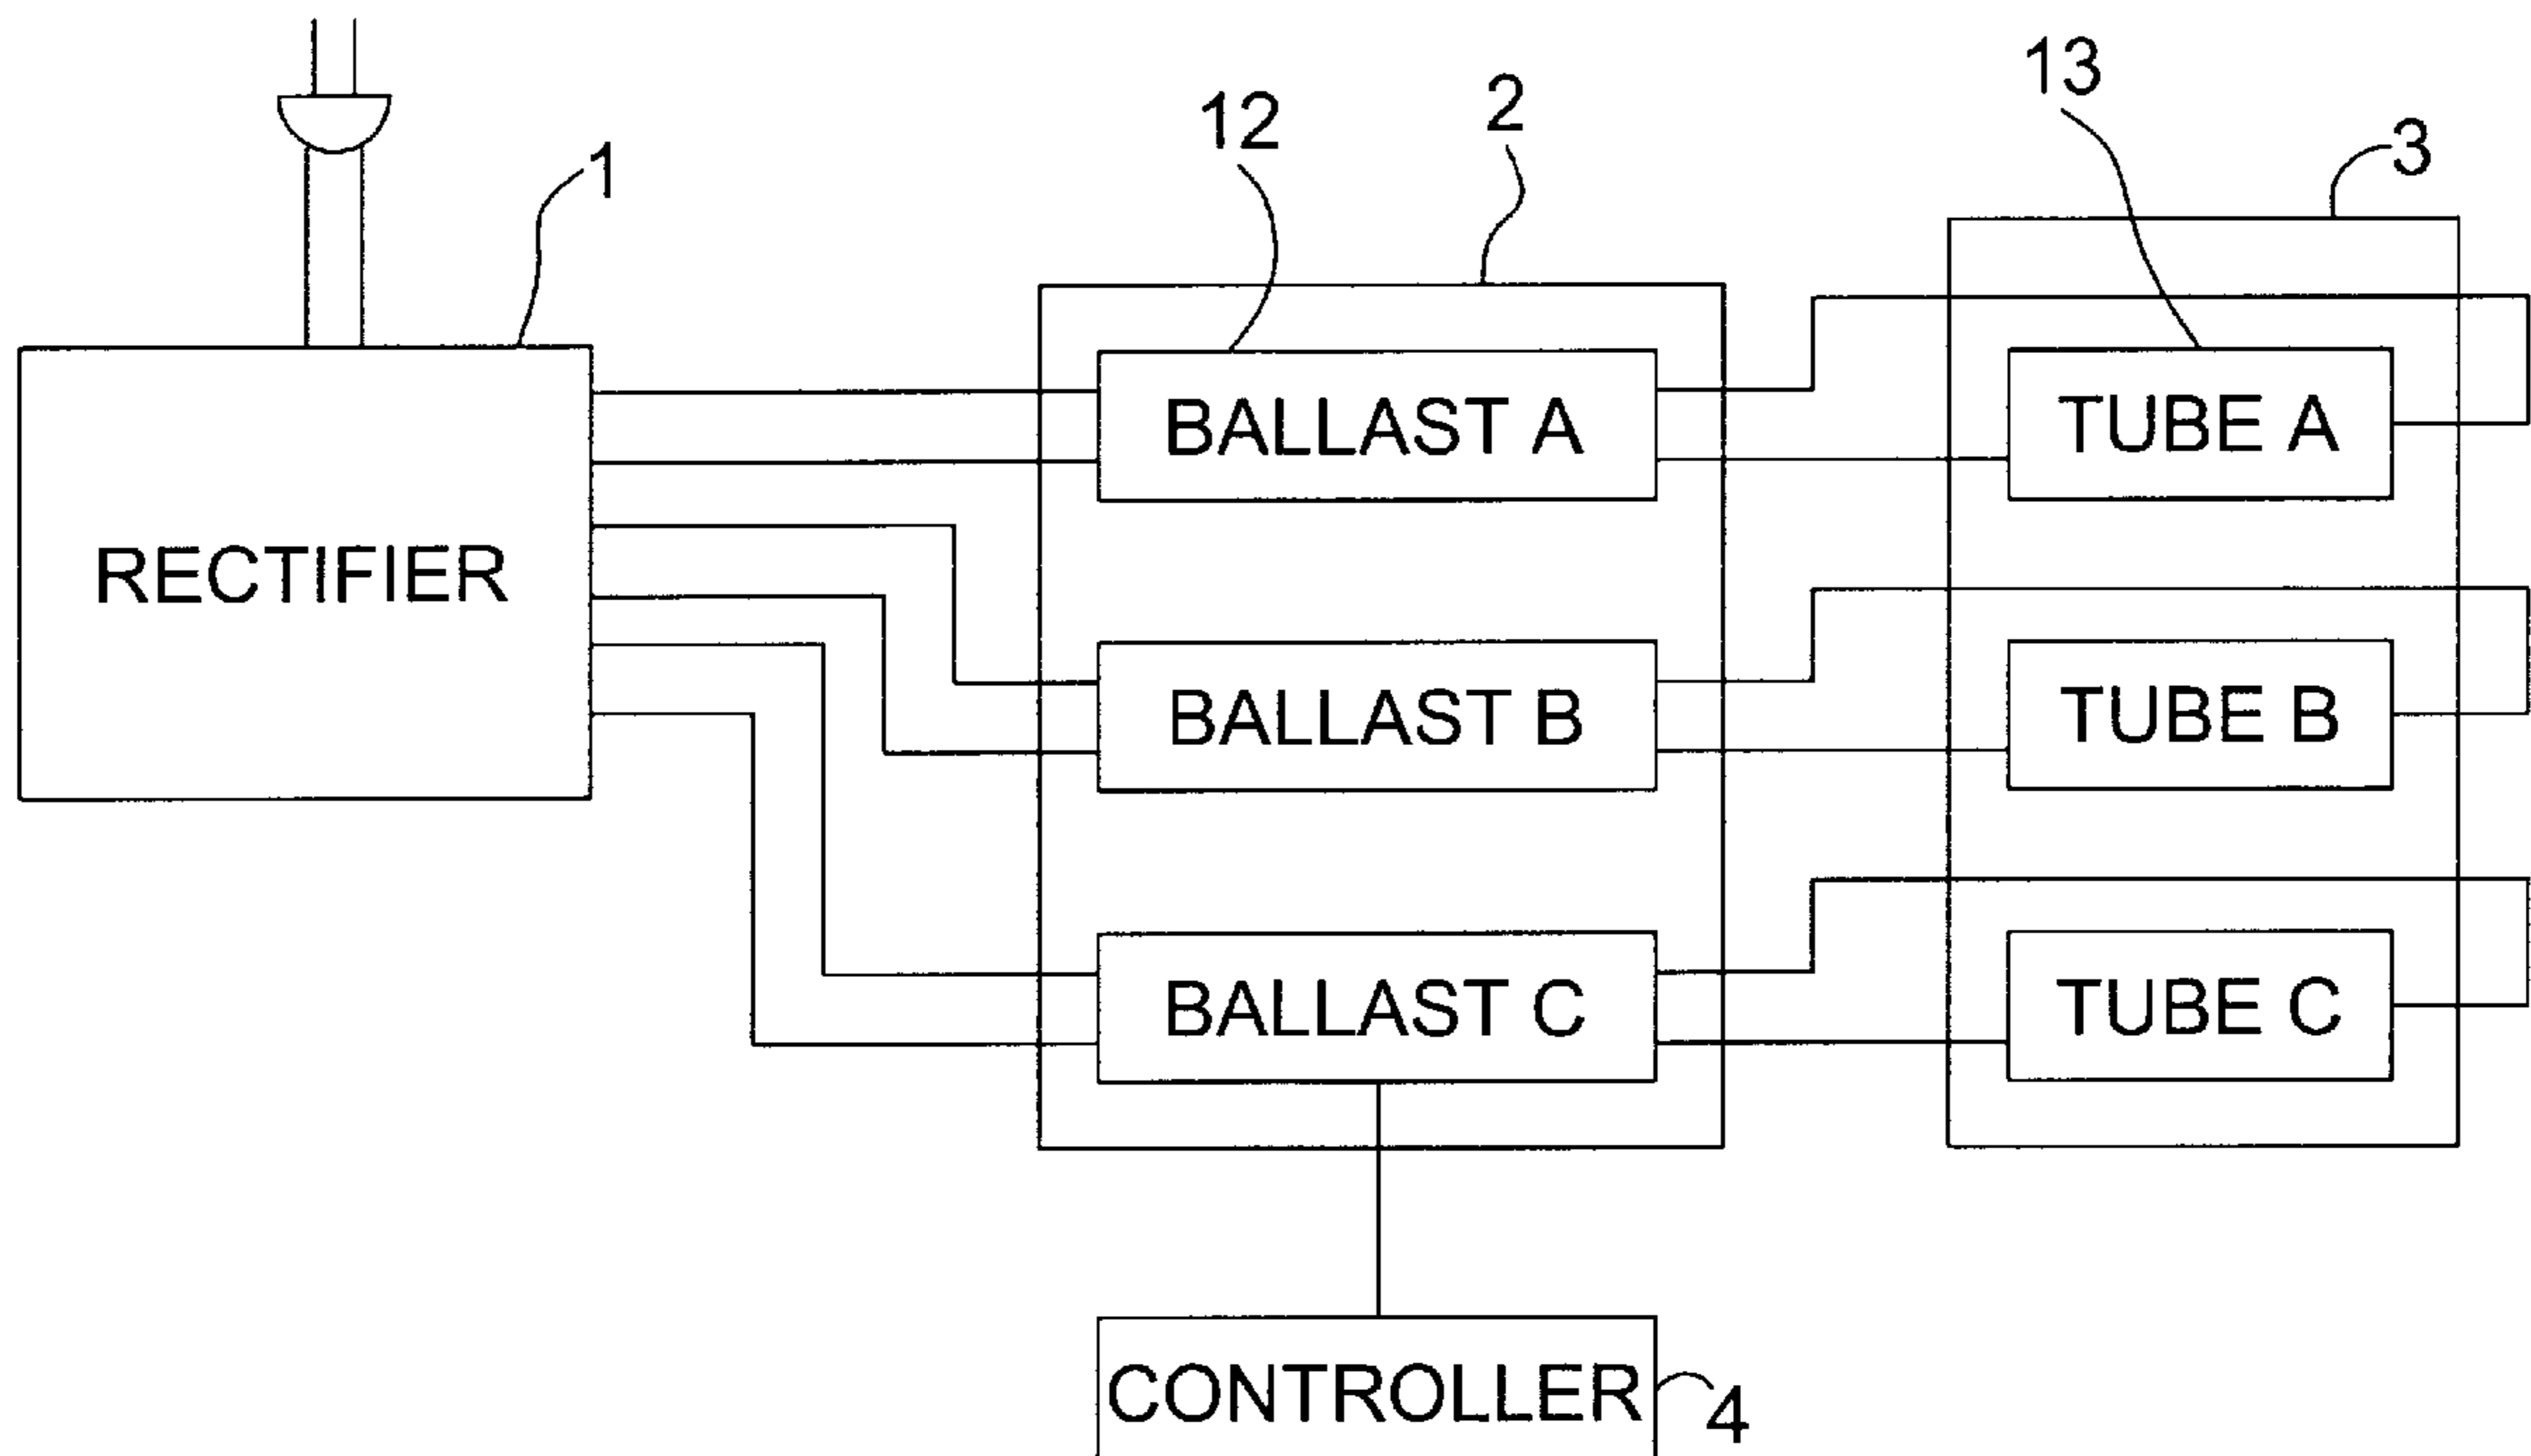 13
2
12
3
1
BALLAST A
TUBE A
RECTIFIER
BALLAST B
TUBE B
BALLAST C
TUBE C
CONTROLLER
4